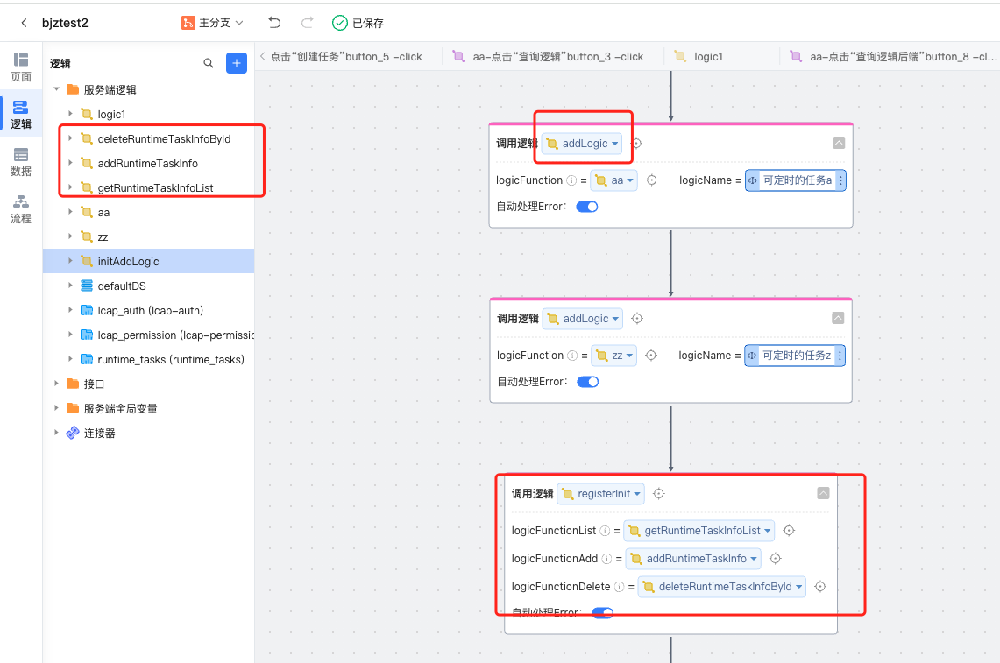 bjztest2 主分支 已保存
页面
逻辑
数据
流程
逻辑
服务端逻辑
logic1
deleteRuntimeTaskInfoById
addRuntimeTaskInfo
getRuntimeTaskInfoList
aa
zz
initAddLogic
defaultDS
lcap_auth (lcap-auth)
lcap_permission (lcap-permissio
runtime_tasks (runtime_tasks)
接口
服务端全局变量
连接器
点击“创建任务”button_5 -click aa-点击“查询逻辑”button_3 -click logic1 aa-点击“查询逻辑后端”button_8 -cl...
调用逻辑 addLogic
logicFunction = aa logicName = 可定时的任务a
自动处理Error:
调用逻辑 addLogic
logicFunction = zz logicName = 可定时的任务z
自动处理Error:
调用逻辑 registerInit
logicFunctionList = getRuntimeTaskInfoList
logicFunctionAdd = addRuntimeTaskInfo
logicFunctionDelete = deleteRuntimeTaskInfoById
自动处理Error: